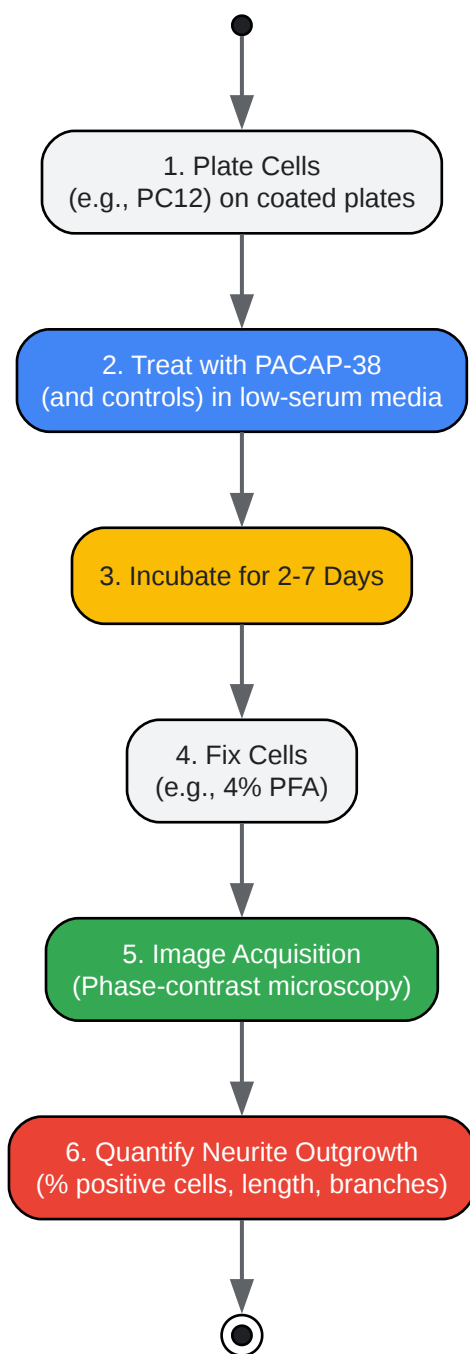 1. Plate Cells
(e.g., PC12) on coated plates
2. Treat with PACAP-38
(and controls) in low-serum media
3. Incubate for 2-7 Days
4. Fix Cells
(e.g., 4% PFA)
5. Image Acquisition
(Phase-contrast microscopy)
6. Quantify Neurite Outgrowth
(% positive cells, length, branches)